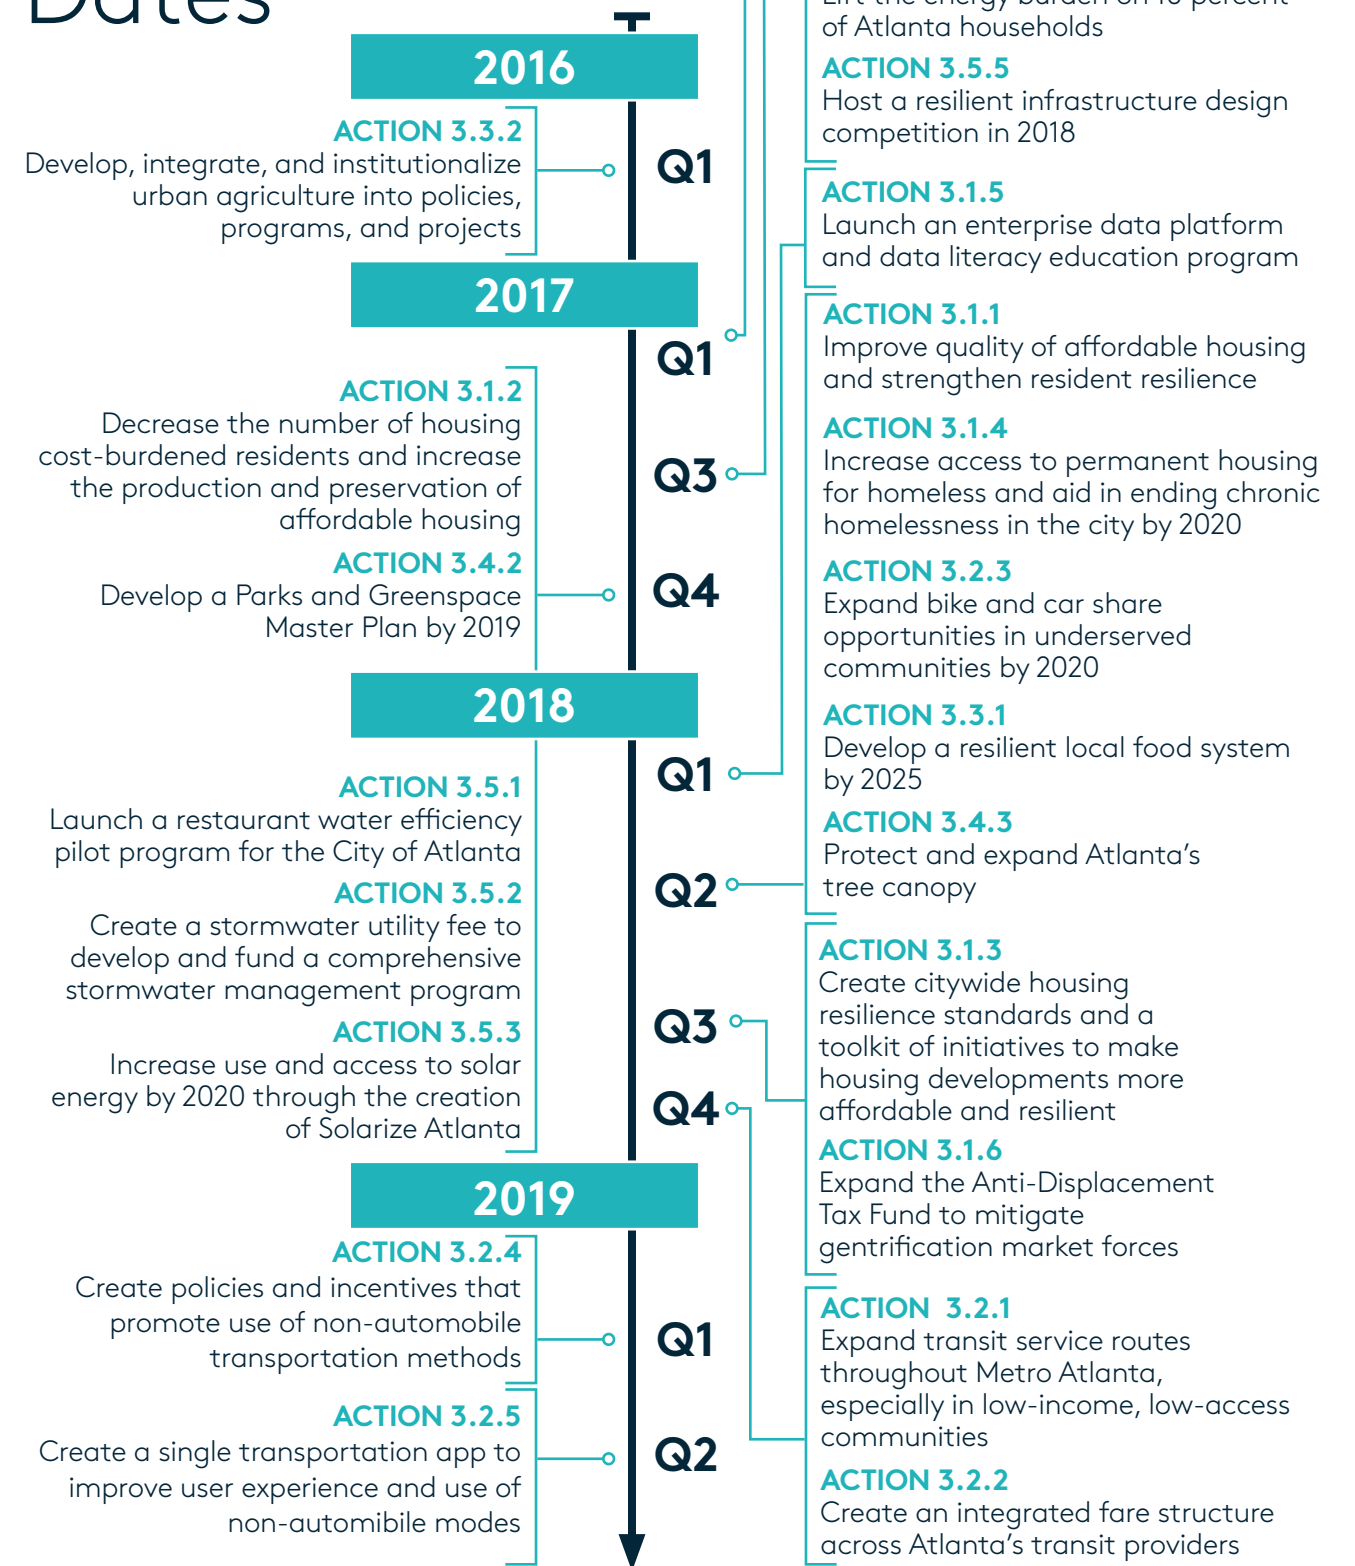 Dates
2016
ACTION 3.3.2
Develop, integrate, and institutionalize
urban agriculture into policies,
programs, and projects
Q1
2017
Q1
ACTION 3.1.2
Decrease the number of housing
cost-burdened residents and increase
the production and preservation of
affordable housing
ACTION 3.4.2
Develop a Parks and Greenspace
Master Plan by 2019
Q3
Q4
2018
ACTION 3.5.1
Launch a restaurant water efficiency
pilot program for the City of Atlanta
ACTION 3.5.2
Create a stormwater utility fee to
develop and fund a comprehensive
stormwater management program
ACTION 3.5.3
Increase use and access to solar
energy by 2020 through the creation
of Solarize Atlanta
Q1
Q2
Q3
Q4
2019
ACTION 3.2.4
Create policies and incentives that
promote use of non-automobile
transportation methods
Q1
ACTION 3.2.5
Create a single transportation app to
improve user experience and use of
non-automibile modes
Q2
Lift the energy burden on 10 percent
of Atlanta households
ACTION 3.5.5
Host a resilient infrastructure design
competition in 2018
ACTION 3.1.5
Launch an enterprise data platform
and data literacy education program
ACTION 3.1.1
Improve quality of affordable housing
and strengthen resident resilience
ACTION 3.1.4
Increase access to permanent housing
for homeless and aid in ending chronic
homelessness in the city by 2020
ACTION 3.2.3
Expand bike and car share
opportunities in underserved
communities by 2020
ACTION 3.3.1
Develop a resilient local food system
by 2025
ACTION 3.4.3
Protect and expand Atlanta's
tree canopy
ACTION 3.1.3
Create citywide housing
resilience standards and a
toolkit of initiatives to make
housing developments more
affordable and resilient
ACTION 3.1.6
Expand the Anti-Displacement
Tax Fund to mitigate
gentrification market forces
ACTION 3.2.1
Expand transit service routes
throughout Metro Atlanta,
especially in low-income, low-access
communities
ACTION 3.2.2
Create an integrated fare structure
across Atlanta's transit providers